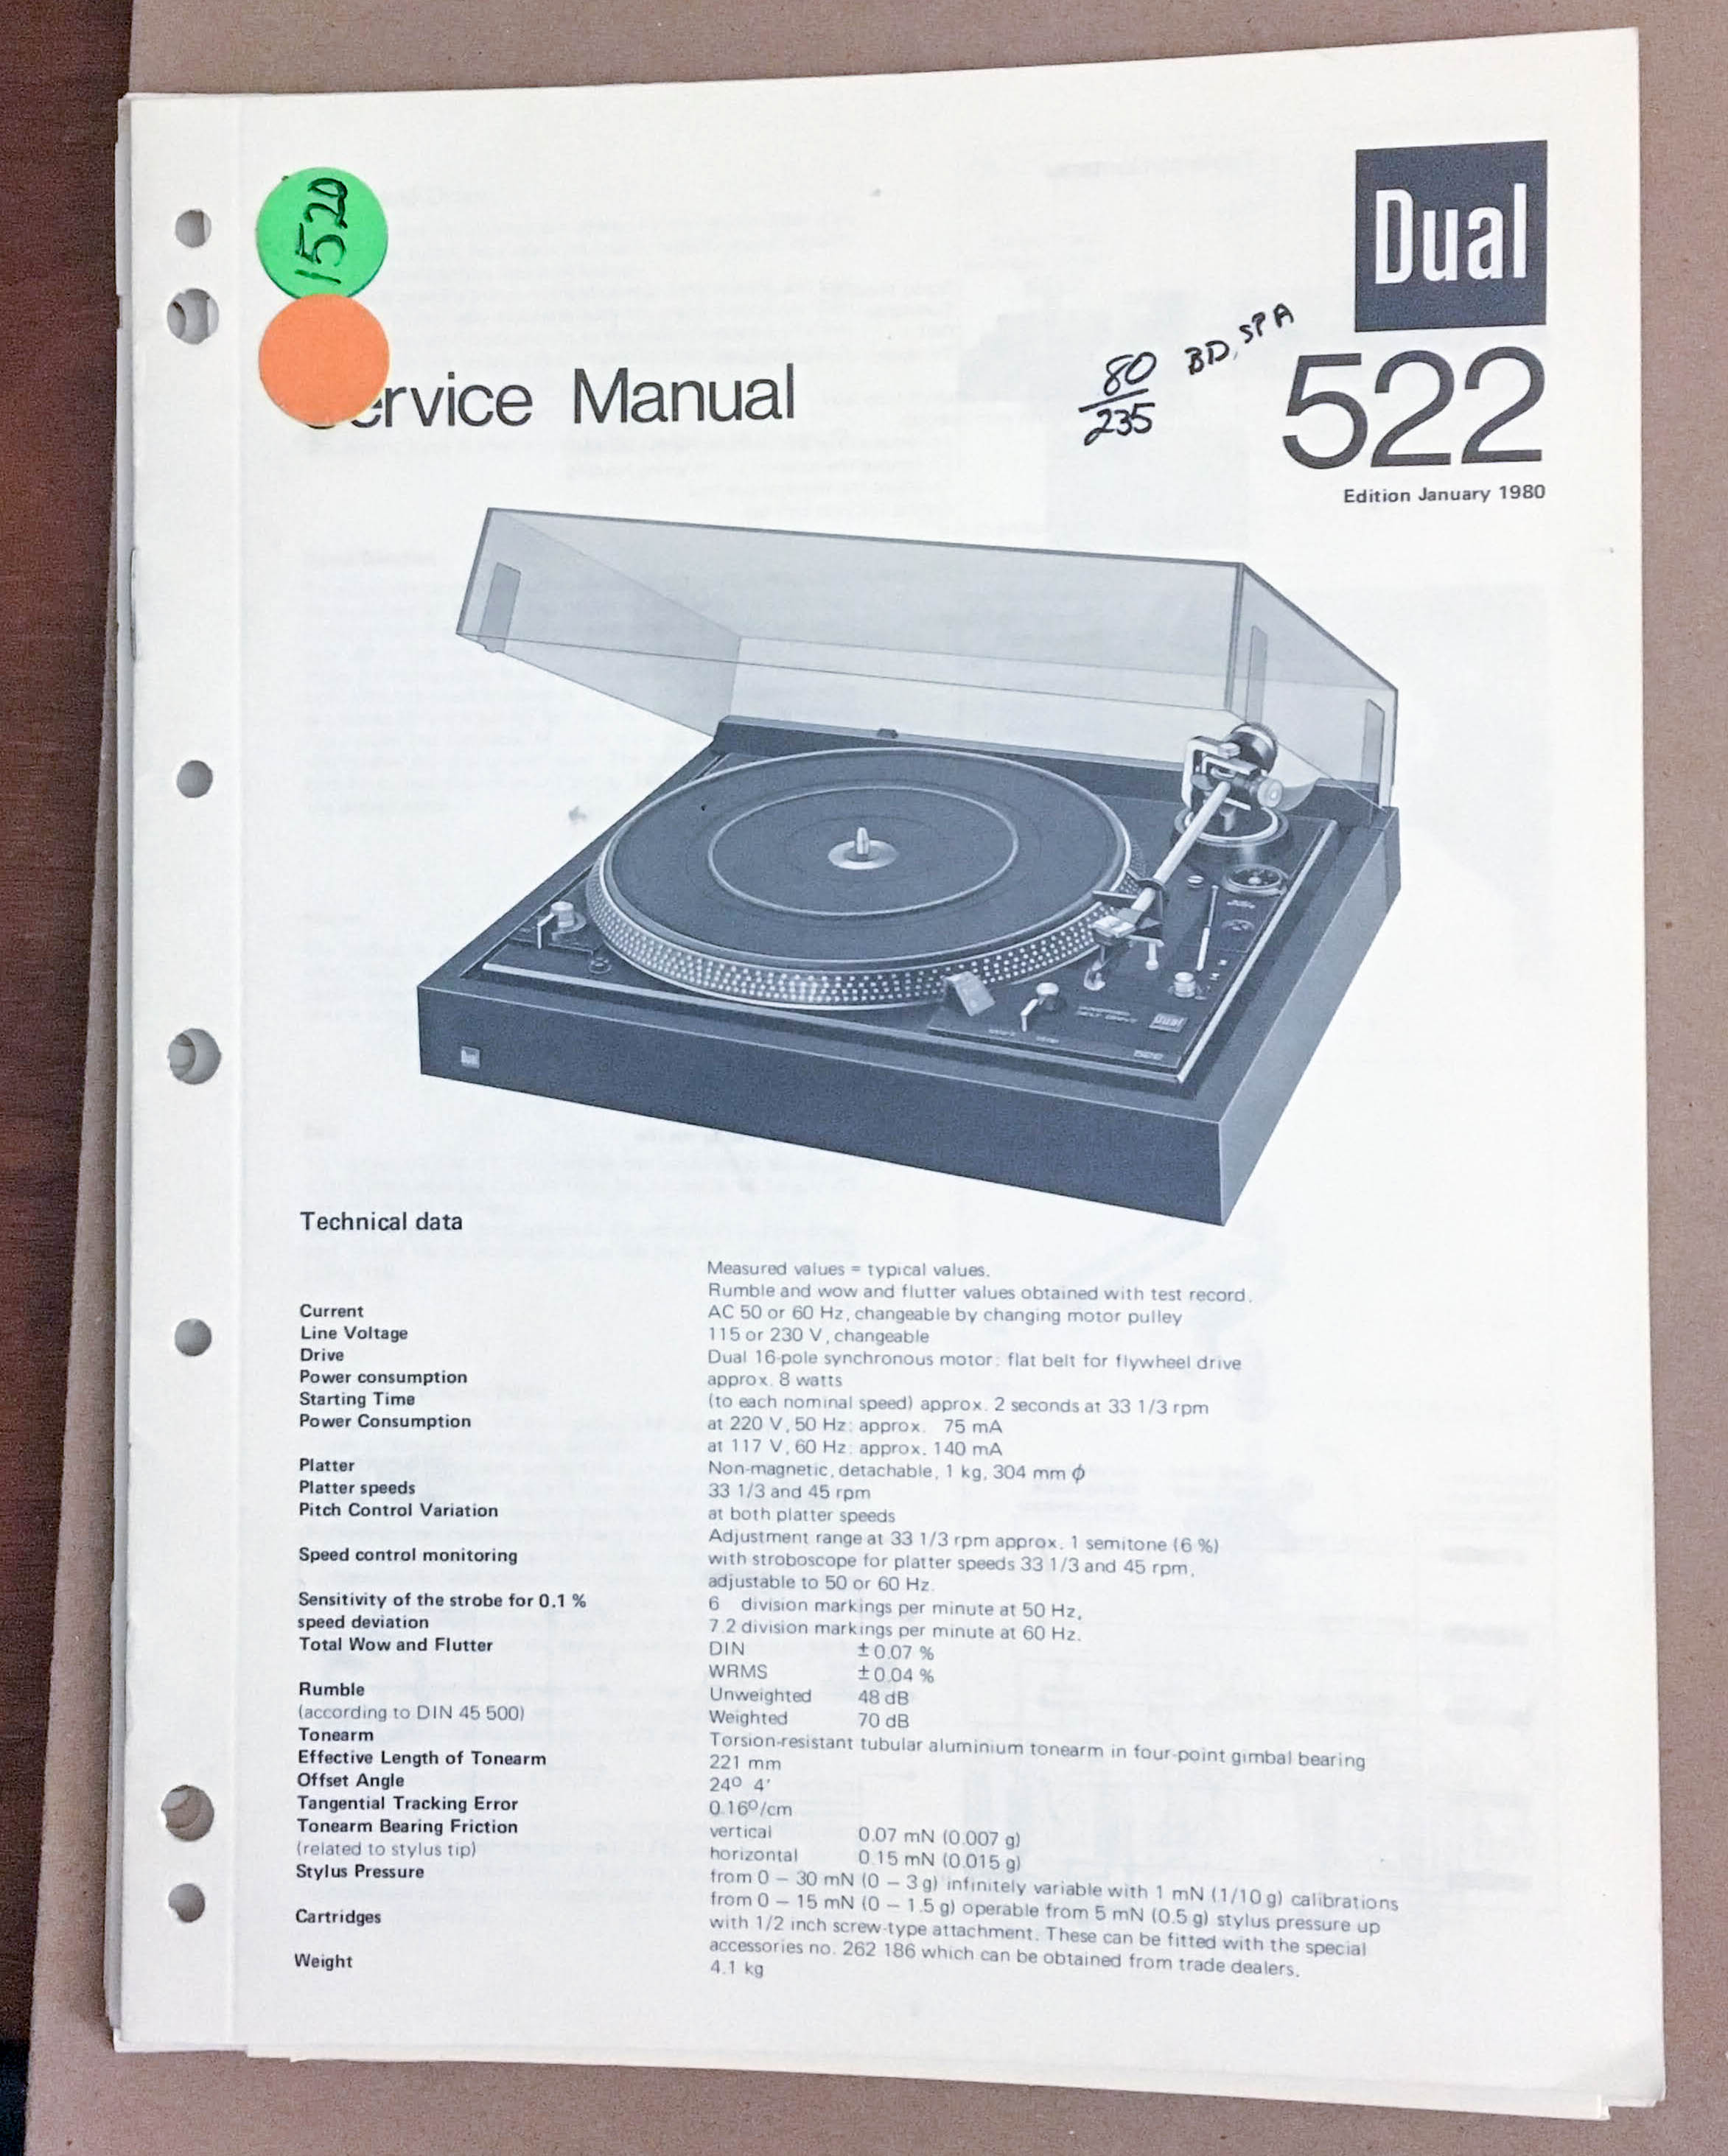 1520
Dual
ervice Manual
80
235
BD, SPA
522
Edition January 1980
Dual
Dual
Technical data
Measured values = typical values.
Rumble and wow and flutter values obtained with test record.
Current AC 50 or 60 Hz, changeable by changing motor pulley
Line Voltage 115 or 230 V, changeable
Drive Dual 16-pole synchronous motor: flat belt for flywheel drive
Power consumption approx. 8 watts
Starting Time (to each nominal speed) approx. 2 seconds at 33 1/3 rpm
Power Consumption at 220 V, 50 Hz: approx. 75 mA
at 117 V, 60 Hz: approx. 140 mA
Platter Non-magnetic, detachable, 1 kg, 304 mm ϕ
Platter speeds 33 1/3 and 45 rpm
Pitch Control Variation at both platter speeds
Adjustment range at 33 1/3 rpm approx. 1 semitone (6 %)
Speed control monitoring with stroboscope for platter speeds 33 1/3 and 45 rpm,
adjustable to 50 or 60 Hz.
Sensitivity of the strobe for 0.1 % 6 division markings per minute at 50 Hz,
speed deviation 7.2 division markings per minute at 60 Hz.
Total Wow and Flutter DIN ± 0.07 %
WRMS ± 0.04 %
Rumble Unweighted 48 dB
(according to DIN 45 500) Weighted 70 dB
Tonearm Torsion-resistant tubular aluminium tonearm in four-point gimbal bearing
Effective Length of Tonearm 221 mm
Offset Angle 24º 4'
Tangential Tracking Error 0.16º/cm
Tonearm Bearing Friction vertical 0.07 mN (0.007 g)
(related to stylus tip) horizontal 0.15 mN (0.015 g)
Stylus Pressure from 0 – 30 mN (0 – 3 g) infinitely variable with 1 mN (1/10 g) calibrations
from 0 – 15 mN (0 – 1.5 g) operable from 5 mN (0.5 g) stylus pressure up
Cartridges with 1/2 inch screw-type attachment. These can be fitted with the special
accessories no. 262 186 which can be obtained from trade dealers.
Weight 4.1 kg